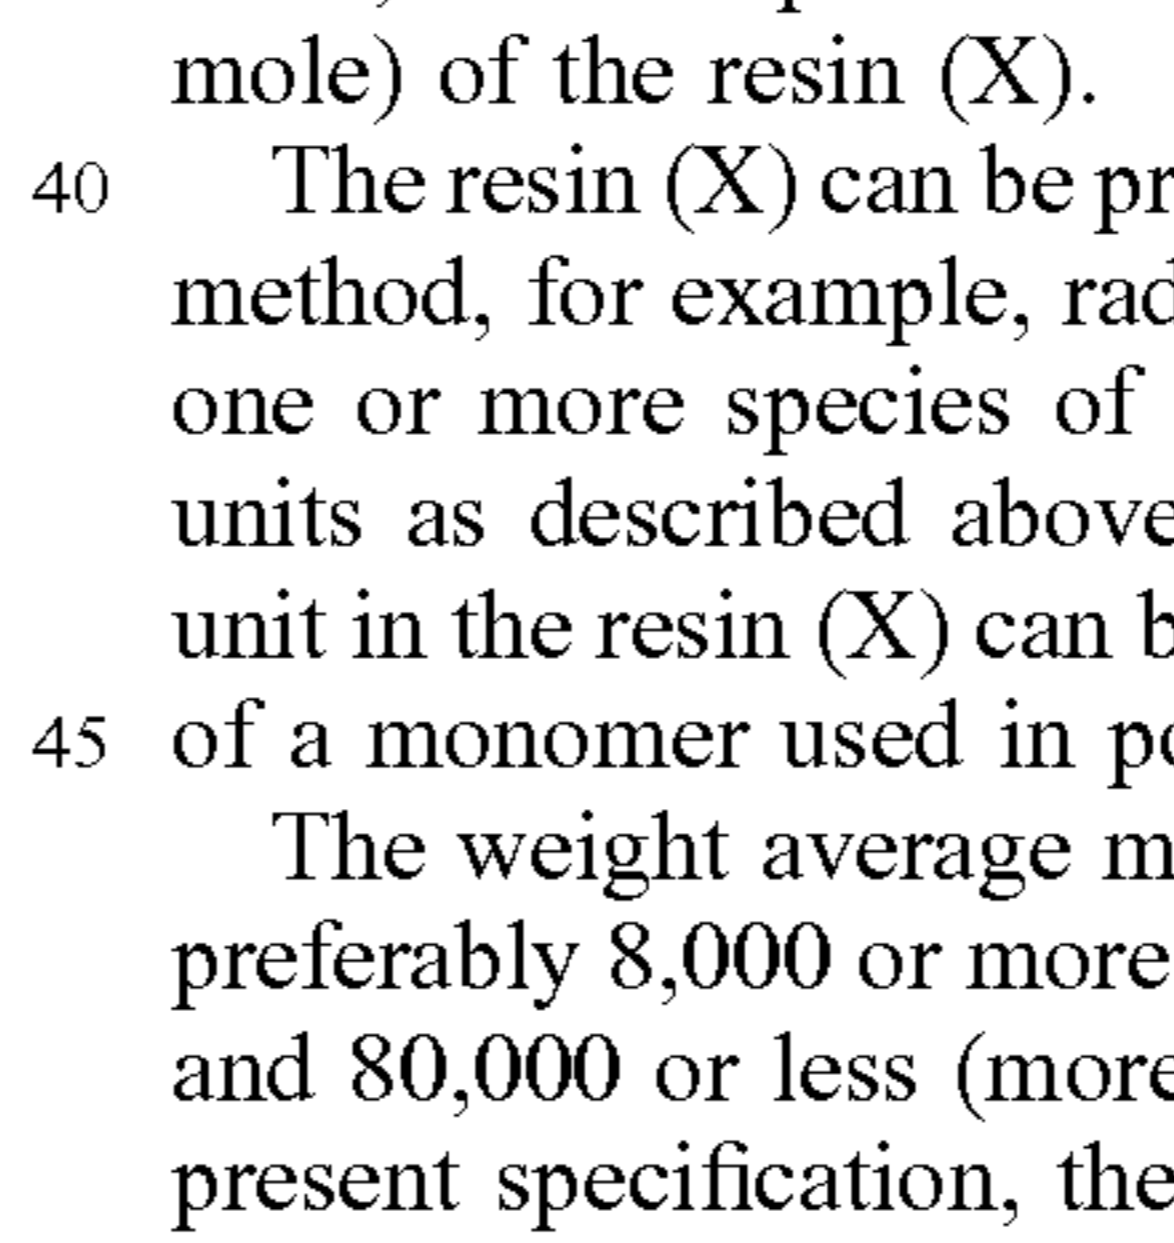 mole) of the resin (X).
40 The resin (X) can be pr
method, for example, rad
one or more species of
units as described above
unit in the resin (X) can b
45 of a monomer used in po
The weight average m
preferably 8,000 or more
and 80,000 or less (more
present specification, the